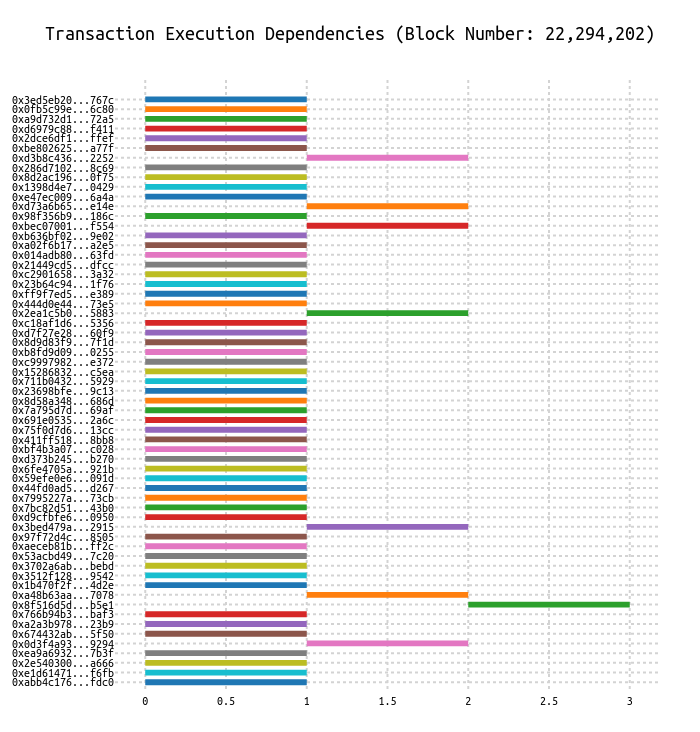 Transaction Execution Dependencies (Block Number: 22,294,202)
0x3ed5eb20...767c
0x0fb5c99e...6c80
0xa9d732d1...72a5
0xd6979c88...f411
0x2dce6df1...ffef
0xbe802625...a77f
0xd3b8c436...2252
0x286d7102...8c69
0x8d2ac196...0f75
0x1398d4e7...0429
0xe47ec009...6a4a
0xd73a6b65...e14e
0x98f356b9...186c
0xbec07001...f554
0xb636bf02...9e02
0xa02f6b17...a2e5
0x014adb80...63fd
0x21449cd5...dfcc
0xc2901658...3a32
0x23b64c94...1f76
0xff9f7ed5...e389
0x444d0e44...73e5
0x2ea1c5b0...5883
0xc18af1d6...5356
0xd7f27e28...60f9
0x8d9d83f9...7f1d
0xb8fd9d09...0255
0xc9997982...e372
0x15286832...c5ea
0x711b0432...5929
0x23698bfe...9c13
0x8d58a348...686d
0x7a795d7d...69af
0x691e0535...2a6c
0x75f0d7d6...13cc
0x411ff518...8bb8
0xbf4b3a07...c028
0xd373b245...b270
0x6fe4705a...921b
0x59efe0e6...091d
0x44fd0ad5...d267
0x7995227a...73cb
0x7bc82d51...43b0
0xd9cfbfe6...0950
0x3bed479a...2915
0x97f72d4c...8505
0xaeceb81b...ff2c
0x53acbd49...7c20
0x3702a6ab...bebd
0x3512f128...9542
0x1b470f2f...4d2e
0xa48b63aa...7078
0x8f516d5d...b5e1
0x766b94b3...baf3
0xa2a3b978...23b9
0x674432ab...5f50
0x0d3f4a93...9294
0xea9a6932...7b3f
0x2e540300...a666
0xe1d61471...f6fb
0xabb4c176...fdc0
0 0.5 1 1.5 2 2.5 3